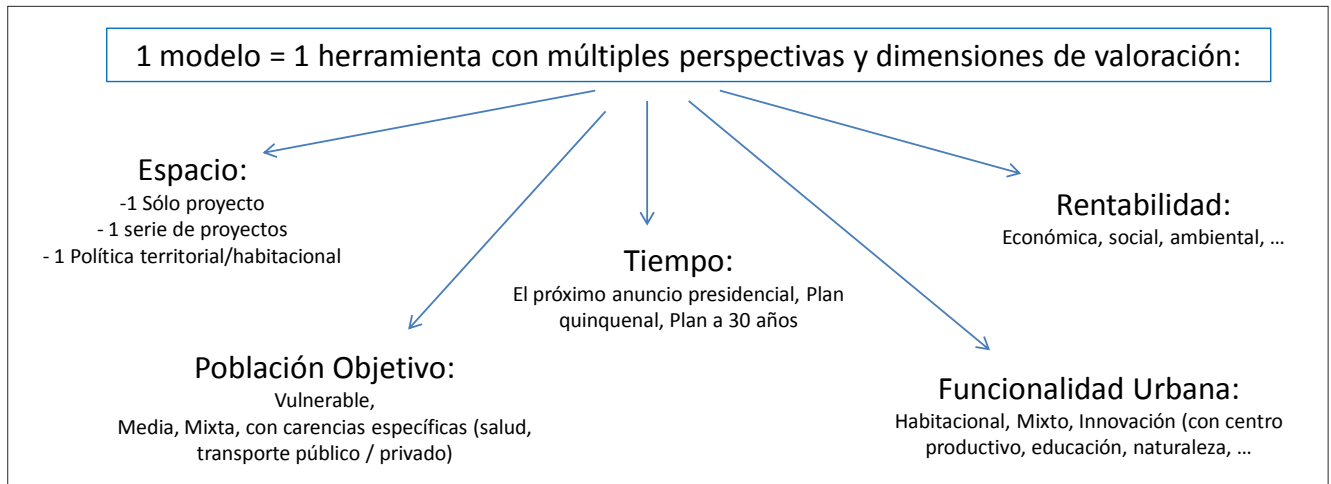 1 modelo = 1 herramienta con múltiples perspectivas y dimensiones de valoración:
Espacio:
-1 Sólo proyecto
- 1 serie de proyectos
- 1 Política territorial/habitacional
Rentabilidad:
Económica, social, ambiental, …
Tiempo:
El próximo anuncio presidencial, Plan
quinquenal, Plan a 30 años
Población Objetivo:
Vulnerable,
Media, Mixta, con carencias específicas (salud,
transporte público / privado)
Funcionalidad Urbana:
Habitacional, Mixto, Innovación (con centro
productivo, educación, naturaleza, …